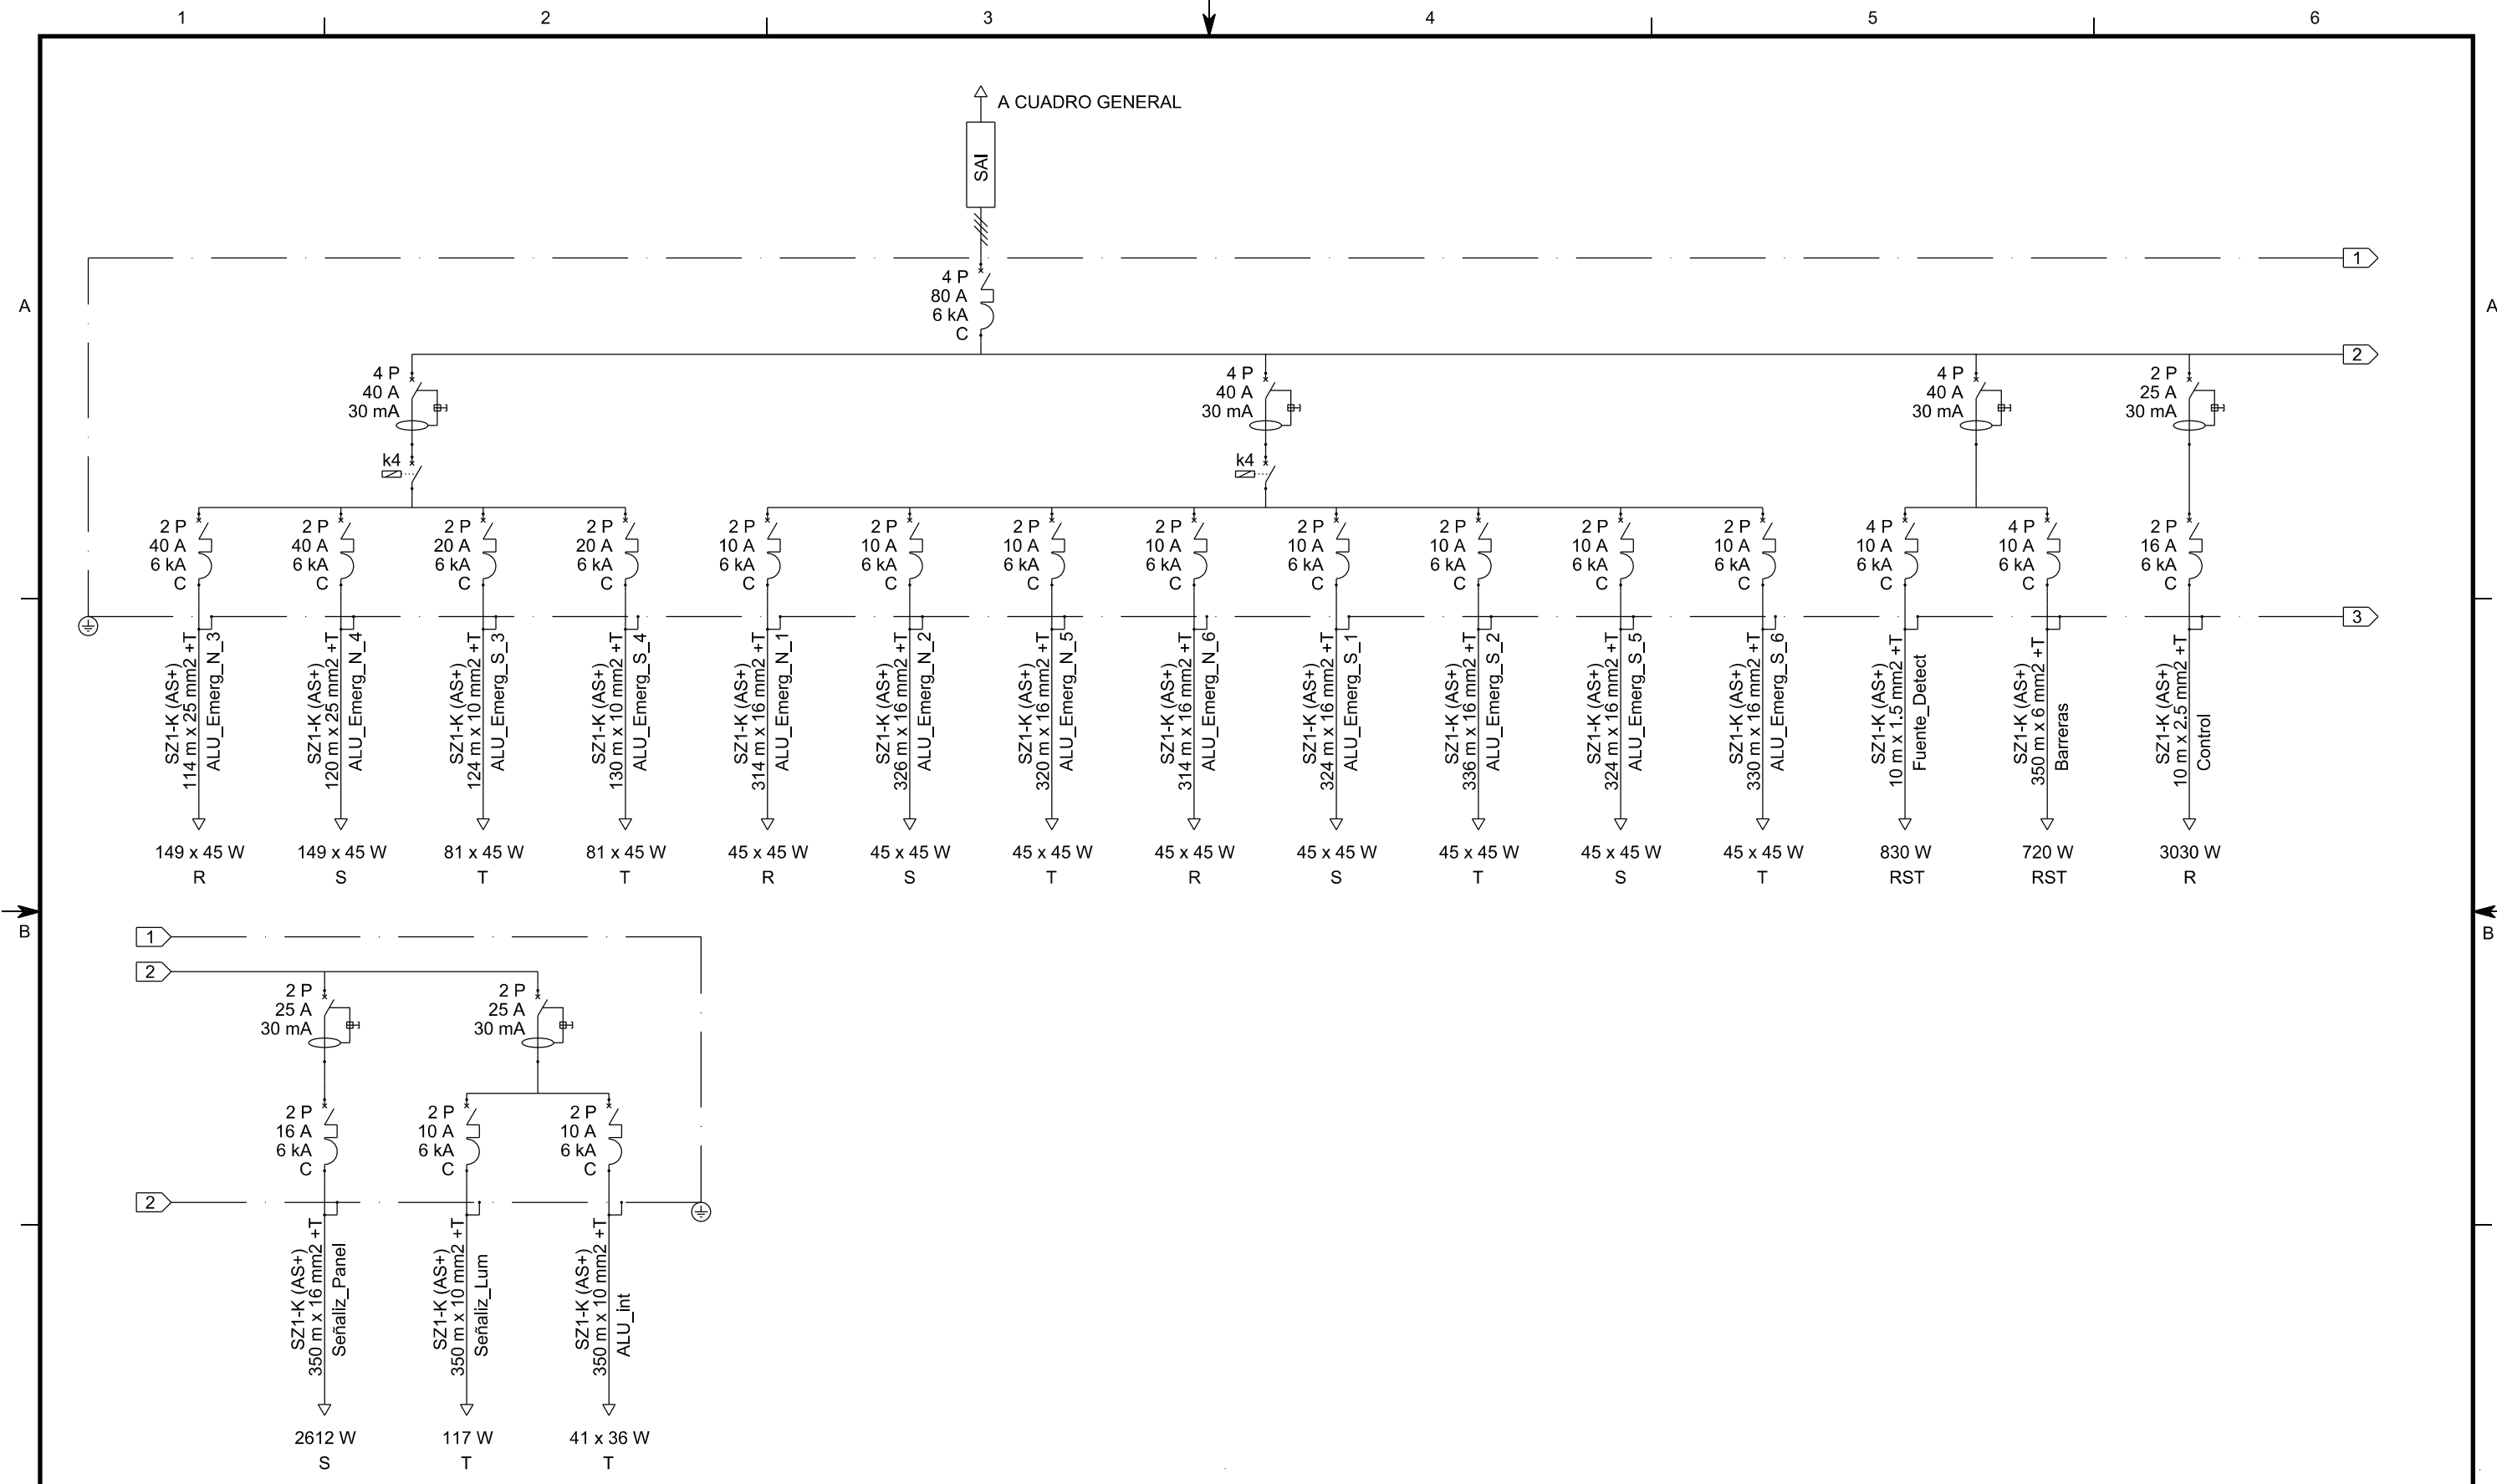 1 2 3 4 5 6
A CUADRO GENERAL
SAI
1
4 P
80 A
6 kA
C
A
A
2
4 P
40 A
30 mA
k4
4 P
40 A
30 mA
k4
4 P
40 A
30 mA
2 P
25 A
30 mA
2 P
40 A
6 kA
C
2 P
40 A
6 kA
C
2 P
20 A
6 kA
C
2 P
20 A
6 kA
C
2 P
10 A
6 kA
C
2 P
10 A
6 kA
C
2 P
10 A
6 kA
C
2 P
10 A
6 kA
C
2 P
10 A
6 kA
C
2 P
10 A
6 kA
C
2 P
10 A
6 kA
C
2 P
10 A
6 kA
C
4 P
10 A
6 kA
C
4 P
10 A
6 kA
C
2 P
16 A
6 kA
C
3
SZ1-K (AS+)
114 m x 25 mm2 +T
ALU_Emerg_N_3
SZ1-K (AS+)
120 m x 25 mm2 +T
ALU_Emerg_N_4
SZ1-K (AS+)
124 m x 10 mm2 +T
ALU_Emerg_S_3
SZ1-K (AS+)
130 m x 10 mm2 +T
ALU_Emerg_S_4
SZ1-K (AS+)
314 m x 16 mm2 +T
ALU_Emerg_N_1
SZ1-K (AS+)
326 m x 16 mm2 +T
ALU_Emerg_N_2
SZ1-K (AS+)
320 m x 16 mm2 +T
ALU_Emerg_N_5
SZ1-K (AS+)
314 m x 16 mm2 +T
ALU_Emerg_N_6
SZ1-K (AS+)
324 m x 16 mm2 +T
ALU_Emerg_S_1
SZ1-K (AS+)
336 m x 16 mm2 +T
ALU_Emerg_S_2
SZ1-K (AS+)
324 m x 16 mm2 +T
ALU_Emerg_S_5
SZ1-K (AS+)
330 m x 16 mm2 +T
ALU_Emerg_S_6
SZ1-K (AS+)
10 m x 1.5 mm2 +T
Fuente_Detect
SZ1-K (AS+)
350 m x 6 mm2 +T
Barreras
SZ1-K (AS+)
10 m x 2.5 mm2 +T
Control
149 x 45 W
R
149 x 45 W
S
81 x 45 W
T
81 x 45 W
T
45 x 45 W
R
45 x 45 W
S
45 x 45 W
T
45 x 45 W
R
45 x 45 W
S
45 x 45 W
T
45 x 45 W
S
45 x 45 W
T
830 W
RST
720 W
RST
3030 W
R
B
B
1
2
2 P
25 A
30 mA
2 P
25 A
30 mA
2 P
16 A
6 kA
C
2 P
10 A
6 kA
C
2 P
10 A
6 kA
C
2
SZ1-K (AS+)
350 m x 16 mm2 +T
Señaliz_Panel
SZ1-K (AS+)
350 m x 10 mm2 +T
Señaliz_Lum
SZ1-K (AS+)
350 m x 10 mm2 +T
ALU_int
2612 W
S
117 W
T
41 x 36 W
T